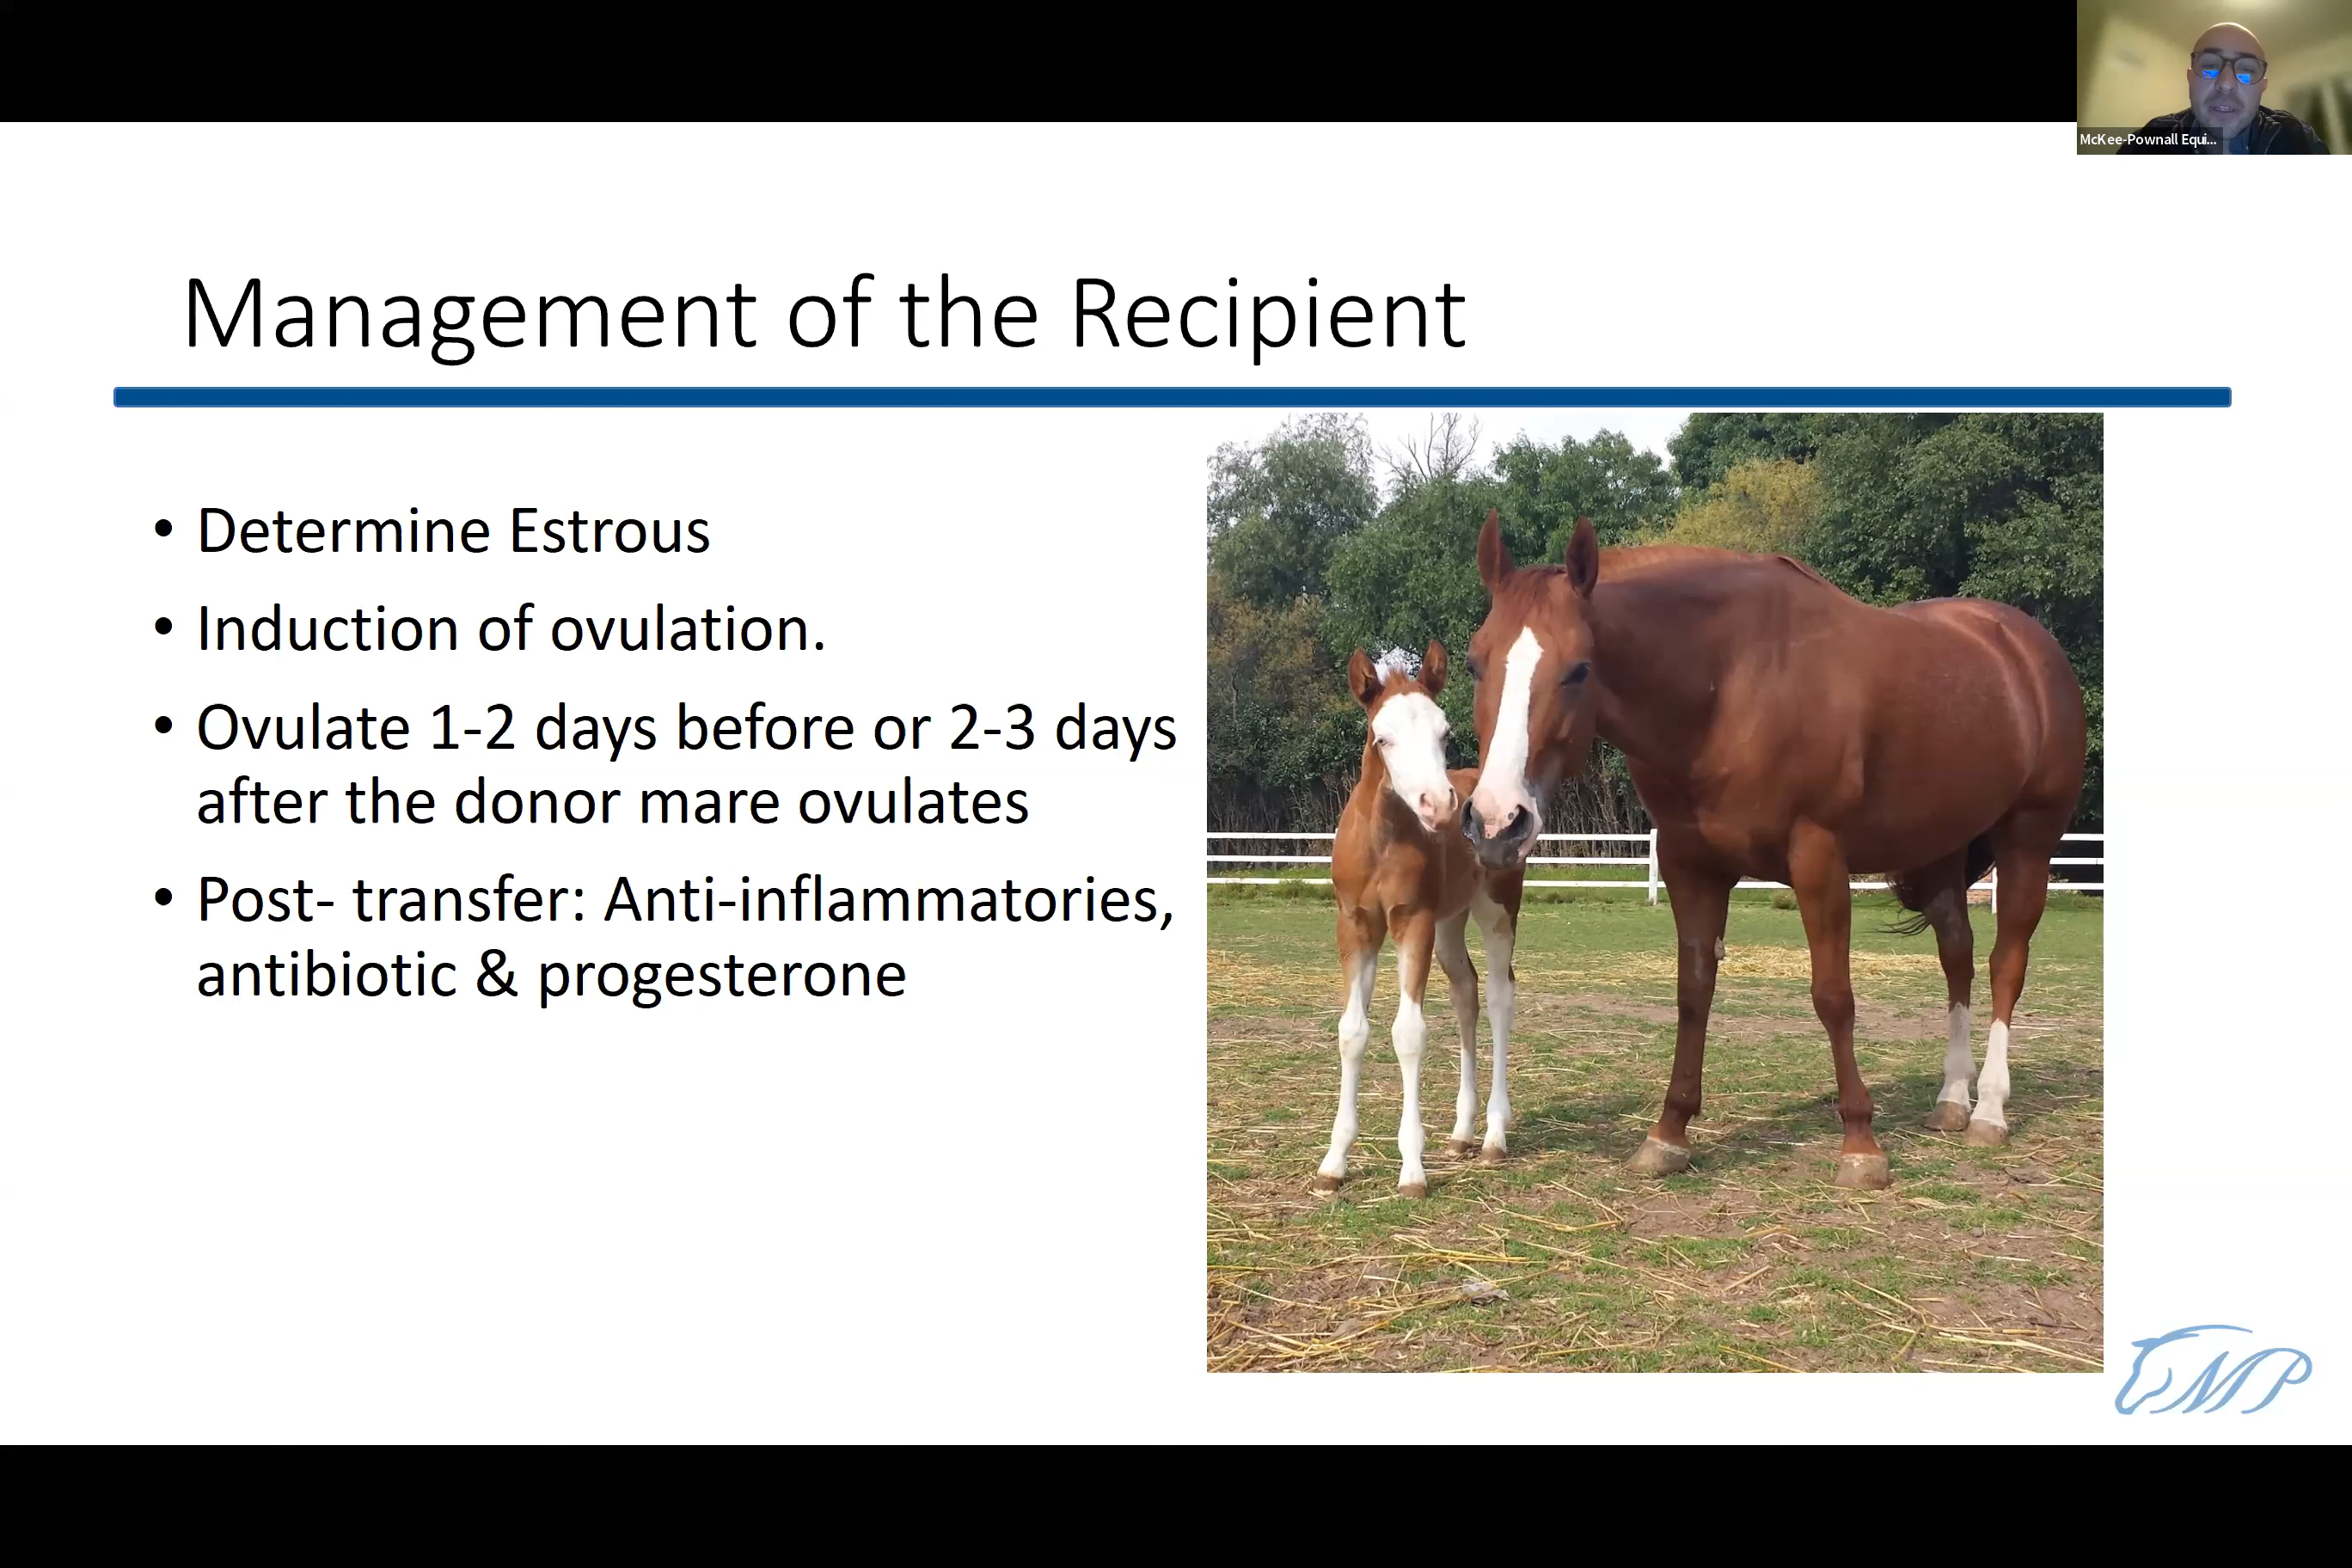 McKee-Pownall Equi...
Management of the Recipient
• Determine Estrous
• Induction of ovulation.
• Ovulate 1-2 days before or 2-3 days
after the donor mare ovulates
• Post- transfer: Anti-inflammatories,
antibiotic & progesterone
MP